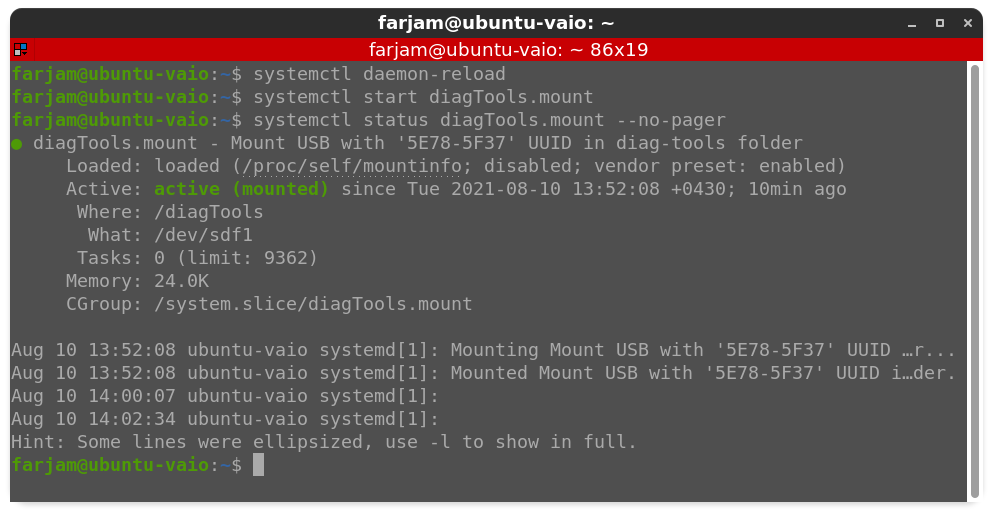 farjam@ubuntu-vaio: ~
farjam@ubuntu-vaio: ~ 86x19
farjam@ubuntu-vaio:~$ systemctl daemon-reload
farjam@ubuntu-vaio:~$ systemctl start diagTools.mount
farjam@ubuntu-vaio:~$ systemctl status diagTools.mount --no-pager
● diagTools.mount - Mount USB with '5E78-5F37' UUID in diag-tools folder
     Loaded: loaded (/proc/self/mountinfo; disabled; vendor preset: enabled)
     Active: active (mounted) since Tue 2021-08-10 13:52:08 +0430; 10min ago
      Where: /diagTools
       What: /dev/sdf1
      Tasks: 0 (limit: 9362)
     Memory: 24.0K
     CGroup: /system.slice/diagTools.mount
Aug 10 13:52:08 ubuntu-vaio systemd[1]: Mounting Mount USB with '5E78-5F37' UUID …r...
Aug 10 13:52:08 ubuntu-vaio systemd[1]: Mounted Mount USB with '5E78-5F37' UUID i…der.
Aug 10 14:00:07 ubuntu-vaio systemd[1]:
Aug 10 14:02:34 ubuntu-vaio systemd[1]:
Hint: Some lines were ellipsized, use -l to show in full.
farjam@ubuntu-vaio:~$